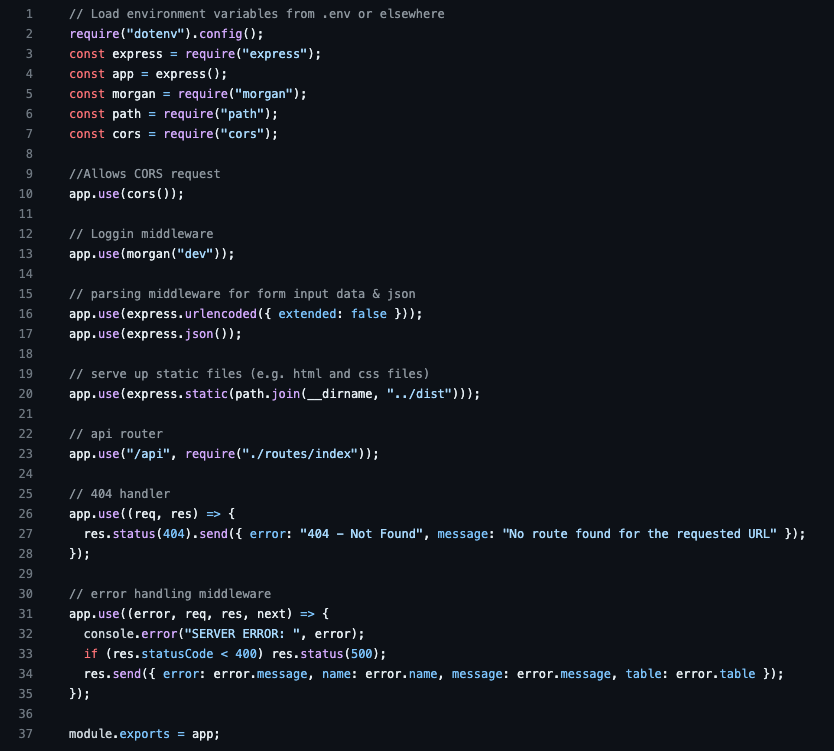 1 // Load environment variables from .env or elsewhere
2 require("dotenv").config();
3 const express = require("express");
4 const app = express();
5 const morgan = require("morgan");
6 const path = require("path");
7 const cors = require("cors");
8
9 //Allows CORS request
10 app.use(cors());
11
12 // Loggin middleware
13 app.use(morgan("dev"));
14
15 // parsing middleware for form input data & json
16 app.use(express.urlencoded({ extended: false }));
17 app.use(express.json());
18
19 // serve up static files (e.g. html and css files)
20 app.use(express.static(path.join(__dirname, "../dist")));
21
22 // api router
23 app.use("/api", require("./routes/index"));
24
25 // 404 handler
26 app.use((req, res) => {
27   res.status(404).send({ error: "404 - Not Found", message: "No route found for the requested URL" });
28 });
29
30 // error handling middleware
31 app.use((error, req, res, next) => {
32   console.error("SERVER ERROR: ", error);
33   if (res.statusCode < 400) res.status(500);
34   res.send({ error: error.message, name: error.name, message: error.message, table: error.table });
35 });
36
37 module.exports = app;